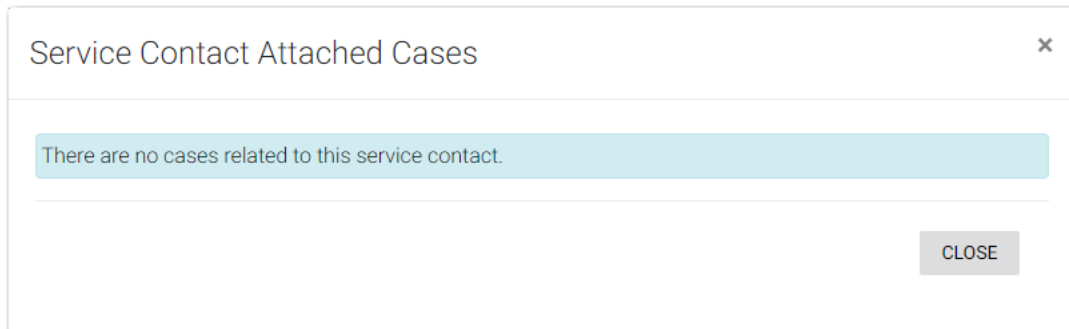 Service Contact Attached Cases
×
There are no cases related to this service contact.
CLOSE